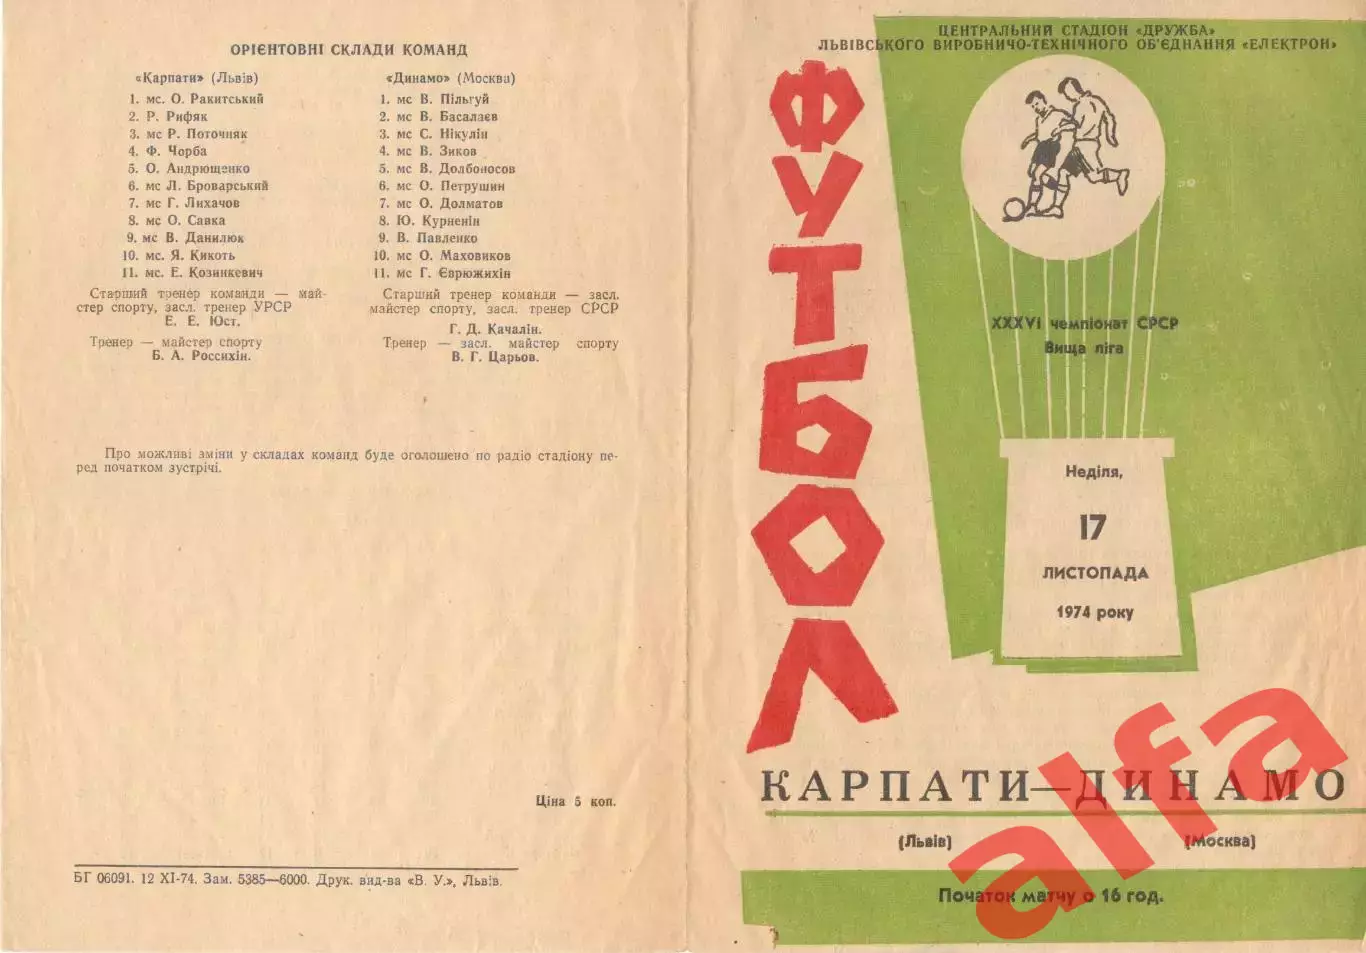 ОРІЄНТОВНІ СКЛАДИ КОМАНД
«Карпати» (Львів)
1. мс. О. Ракитський
2. Р. Рифяк
3. мс Р. Поточняк
4. Ф. Чорба
5. О. Андрющенко
6. мс Л. Броварський
7. мс Г. Лихачов
8. мс О. Савка
9. мс В. Данилюк
10. мс. Я. Кикоть
11. мс. Е. Козинкевич
Старший тренер команди — май-
стер спорту, засл. тренер УРСР
Е. Е. Юст.
Тренер — майстер спорту
Б. А. Россихін.
«Динамо» (Москва)
1. мс В. Пільгуй
2. мс В. Басалаєв
3. мс С. Нікулін
4. мс В. Зиков
5. мс В. Долбоносов
6. мс О. Петрушин
7. мс О. Долматов
8. Ю. Курненін
9. В. Павленко
10. мс О. Маховиков
11. мс Г. Єврюжихін
Старший тренер команди — засл.
майстер спорту, засл. тренер СРСР
Г. Д. Качалін.
Тренер — засл. майстер спорту
В. Г. Царьов.
Про можливі зміни у складах команд буде оголошено по радіо стадіону пе-
ред початком зустрічі.
Ціна 5 коп.
БГ 06091. 12 XI-74. Зам. 5385—6000. Друк. вид-ва «В. У.», Львів.
ЦЕНТРАЛЬНИЙ СТАДІОН «ДРУЖБА»
ЛЬВІВСЬКОГО ВИРОБНИЧО-ТЕХНІЧНОГО ОБ'ЄДНАННЯ «ЕЛЕКТРОН»
ФУТБОЛ
XXXVI чемпіонат СРСР
Вища ліга
Неділя,
17
ЛИСТОПАДА
1974 року
КАРПАТИ—ДИНАМО
(Львів) (Москва)
Початок матчу о 16 год.
alfa